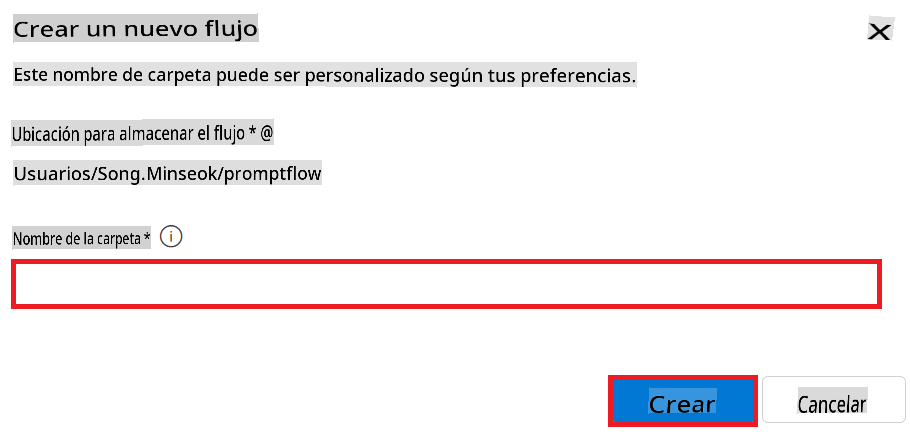 Crear un nuevo flujo
X
Este nombre de carpeta puede ser personalizado según tus preferencias.
Ubicación para almacenar el flujo * @
Usuarios/Song.Minseok/promptflow
Nombre de la carpeta * i
Crear
Cancelar